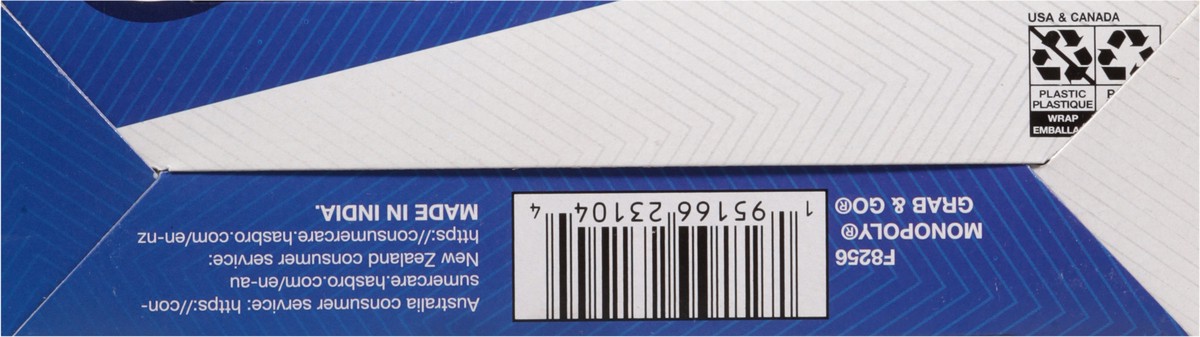 USA & CANADA
PLASTIC
PLASTIQUE
WRAP
F8256
MONOPOLY®
GRAB & GO®
1 95166 23104 4
Australia consumer service: https://con-
sumercare.hasbro.com/en-au
New Zealand consumer service:
https://consumercare.hasbro.com/en-nz
MADE IN INDIA.